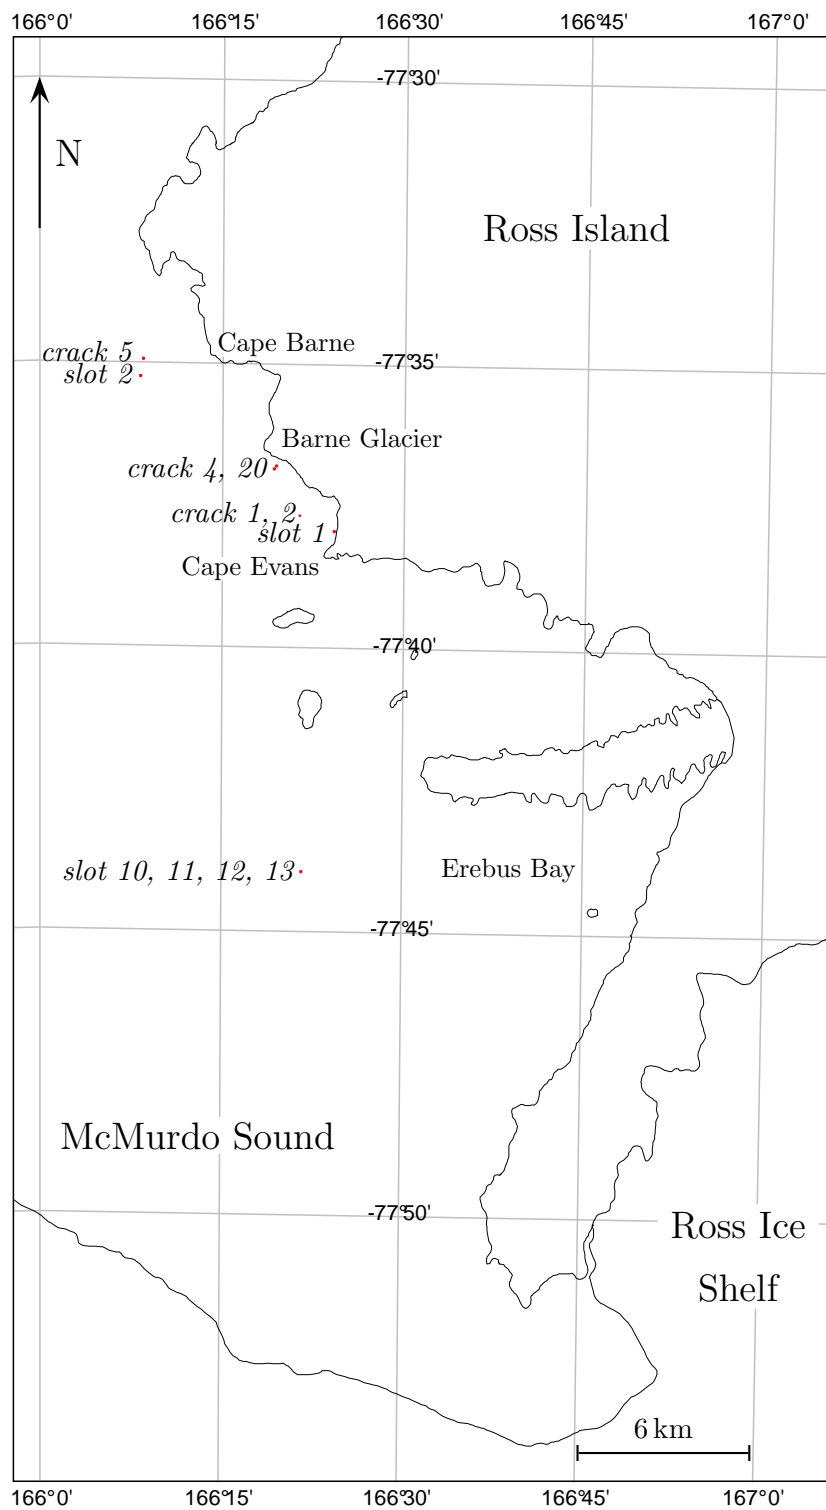 166°0' 166°15' 166°30' 166°45' 167°0'
-77°30'
N
Ross Island
Cape Barne
crack 5
-77°35'
slot 2
Barne Glacier
crack 4, 20
crack 1, 2
slot 1
Cape Evans
-77°40'
slot 10, 11, 12, 13
Erebus Bay
-77°45'
McMurdo Sound
-77°50'
Ross Ice
Shelf
6 km
166°0' 166°15' 166°30' 166°45' 167°0'